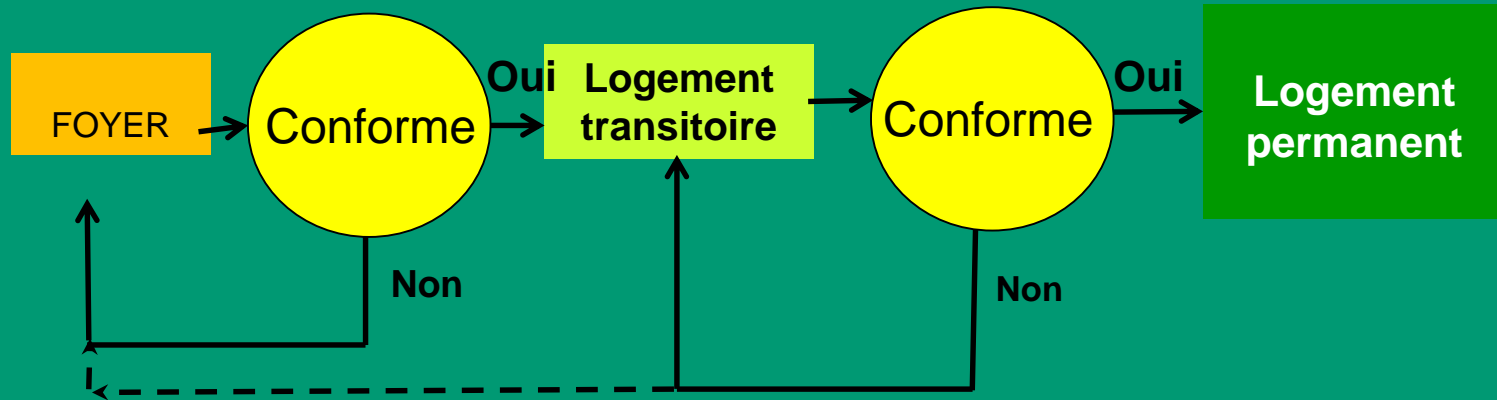 FOYER
Conforme
Oui
Logement
transitoire
Conforme
Oui
Logement
permanent
Non
Non